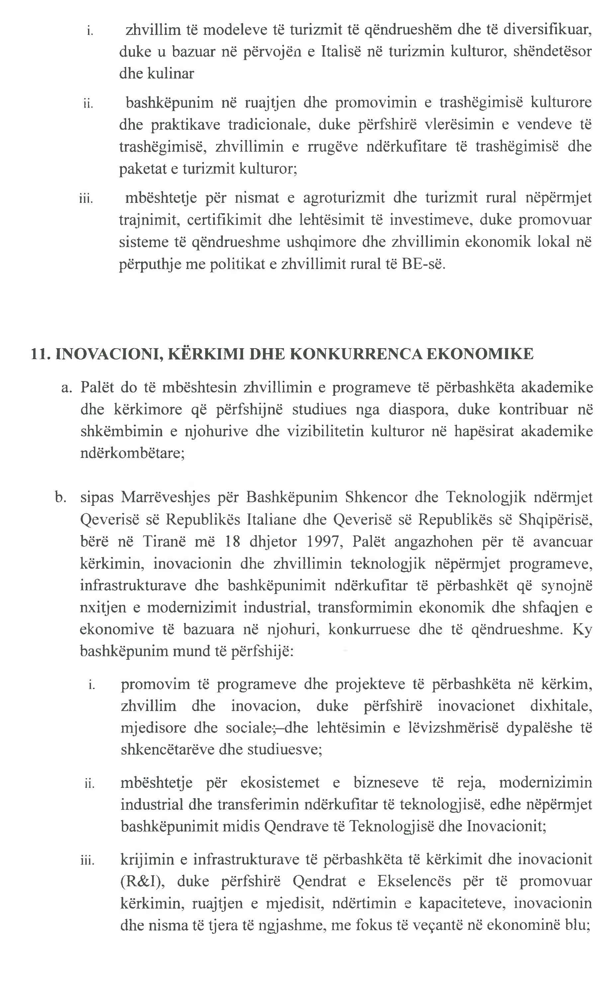 i. zhvillim të modeleve të turizmit të qëndrueshëm dhe të diversifikuar,
duke u bazuar në përvojën e Italisë në turizmin kulturor, shëndetësor
dhe kulinar
ii. bashkëpunim në ruajtjen dhe promovimin e trashëgimisë kulturore
dhe praktikave tradicionale, duke përfshirë vlerësimin e vendeve të
trashëgimisë, zhvillimin e rrugëve ndërkufitare të trashëgimisë dhe
paketat e turizmit kulturor;
iii. mbështetje për nismat e agroturizmit dhe turizmit rural nëpërmjet
trajnimit, certifikimit dhe lehtësimit të investimeve, duke promovuar
sisteme të qëndrueshme ushqimore dhe zhvillimin ekonomik lokal në
përputhje me politikat e zhvillimit rural të BE-së.
11. INOVACIONI, KËRKIMI DHE KONKURRENCA EKONOMIKE
a. Palët do të mbështesin zhvillimin e programeve të përbashkëta akademike
dhe kërkimore që përfshijnë studiues nga diaspora, duke kontribuar në
shkëmbimin e njohurive dhe vizibilitetin kulturor në hapësirat akademike
ndërkombëtare;
b. sipas Marrëveshjes për Bashkëpunim Shkencor dhe Teknologjik ndërmjet
Qeverisë së Republikës Italiane dhe Qeverisë së Republikës së Shqipërisë,
bërë në Tiranë më 18 dhjetor 1997, Palët angazhohen për të avancuar
kërkimin, inovacionin dhe zhvillimin teknologjik nëpërmjet programeve,
infrastrukturave dhe bashkëpunimit ndërkufitar të përbashkët që synojnë
nxitjen e modernizimit industrial, transformimin ekonomik dhe shfaqjen e
ekonomive të bazuara në njohuri, konkurruese dhe të qëndrueshme. Ky
bashkëpunim mund të përfshijë:
i. promovim të programeve dhe projekteve të përbashkëta në kërkim,
zhvillim dhe inovacion, duke përfshirë inovacionet dixhitale,
mjedisore dhe sociale;–dhe lehtësimin e lëvizshmërisë dypalëshe të
shkencëtarëve dhe studiuesve;
ii. mbështetje për ekosistemet e bizneseve të reja, modernizimin
industrial dhe transferimin ndërkufitar të teknologjisë, edhe nëpërmjet
bashkëpunimit midis Qendrave të Teknologjisë dhe Inovacionit;
iii. krijimin e infrastrukturave të përbashkëta të kërkimit dhe inovacionit
(R&I), duke përfshirë Qendrat e Ekselencës për të promovuar
kërkimin, ruajtjen e mjedisit, ndërtimin e kapaciteteve, inovacionin
dhe nisma të tjera të ngjashme, me fokus të veçantë në ekonominë blu;